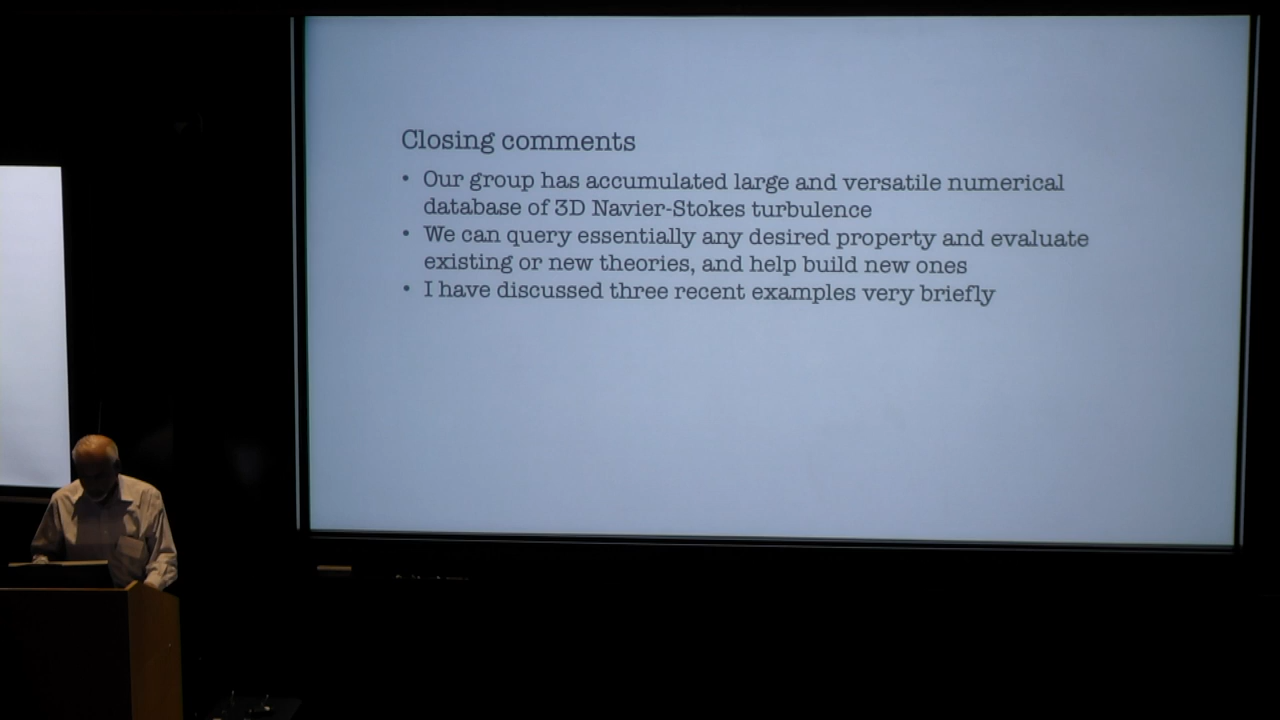 Closing comments
• Our group has accumulated large and versatile numerical
database of 3D Navier-Stokes turbulence
• We can query essentially any desired property and evaluate
existing or new theories, and help build new ones
• I have discussed three recent examples very briefly